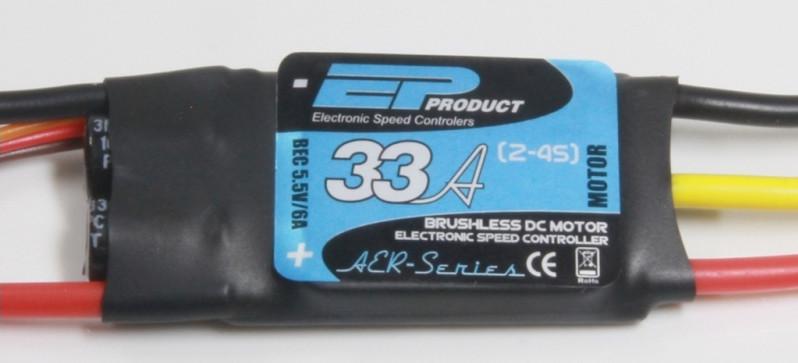 -
EP PRODUCT
Electronic Speed Controlers
BEC 5.5V/6A
33A (2-4S)
MOTOR
BRUSHLESS DC MOTOR
ELECTRONIC SPEED CONTROLLER
+
AER-Series CE
RoHS